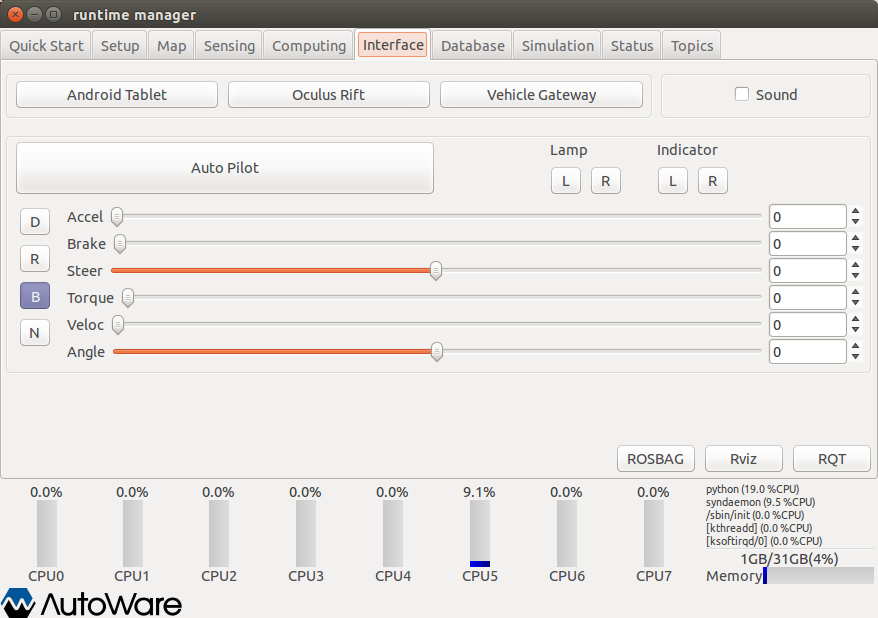 runtime manager
Quick Start Setup Map Sensing Computing Interface Database Simulation Status Topics
Android Tablet Oculus Rift Vehicle Gateway Sound
Lamp Indicator
Auto Pilot
L R L R
D Accel 0
Brake 0
R Steer 0
B Torque 0
N Veloc 0
Angle 0
ROSBAG Rviz RQT
0.0% 0.0% 0.0% 0.0% 0.0% 9.1% 0.0% 0.0%
python (19.0 %CPU)
syndaemon (9.5 %CPU)
/sbin/init (0.0 %CPU)
[kthreadd] (0.0 %CPU)
[ksoftirqd/0] (0.0 %CPU)
1GB/31GB(4%)
CPU0 CPU1 CPU2 CPU3 CPU4 CPU5 CPU6 CPU7 Memory
AutoWare